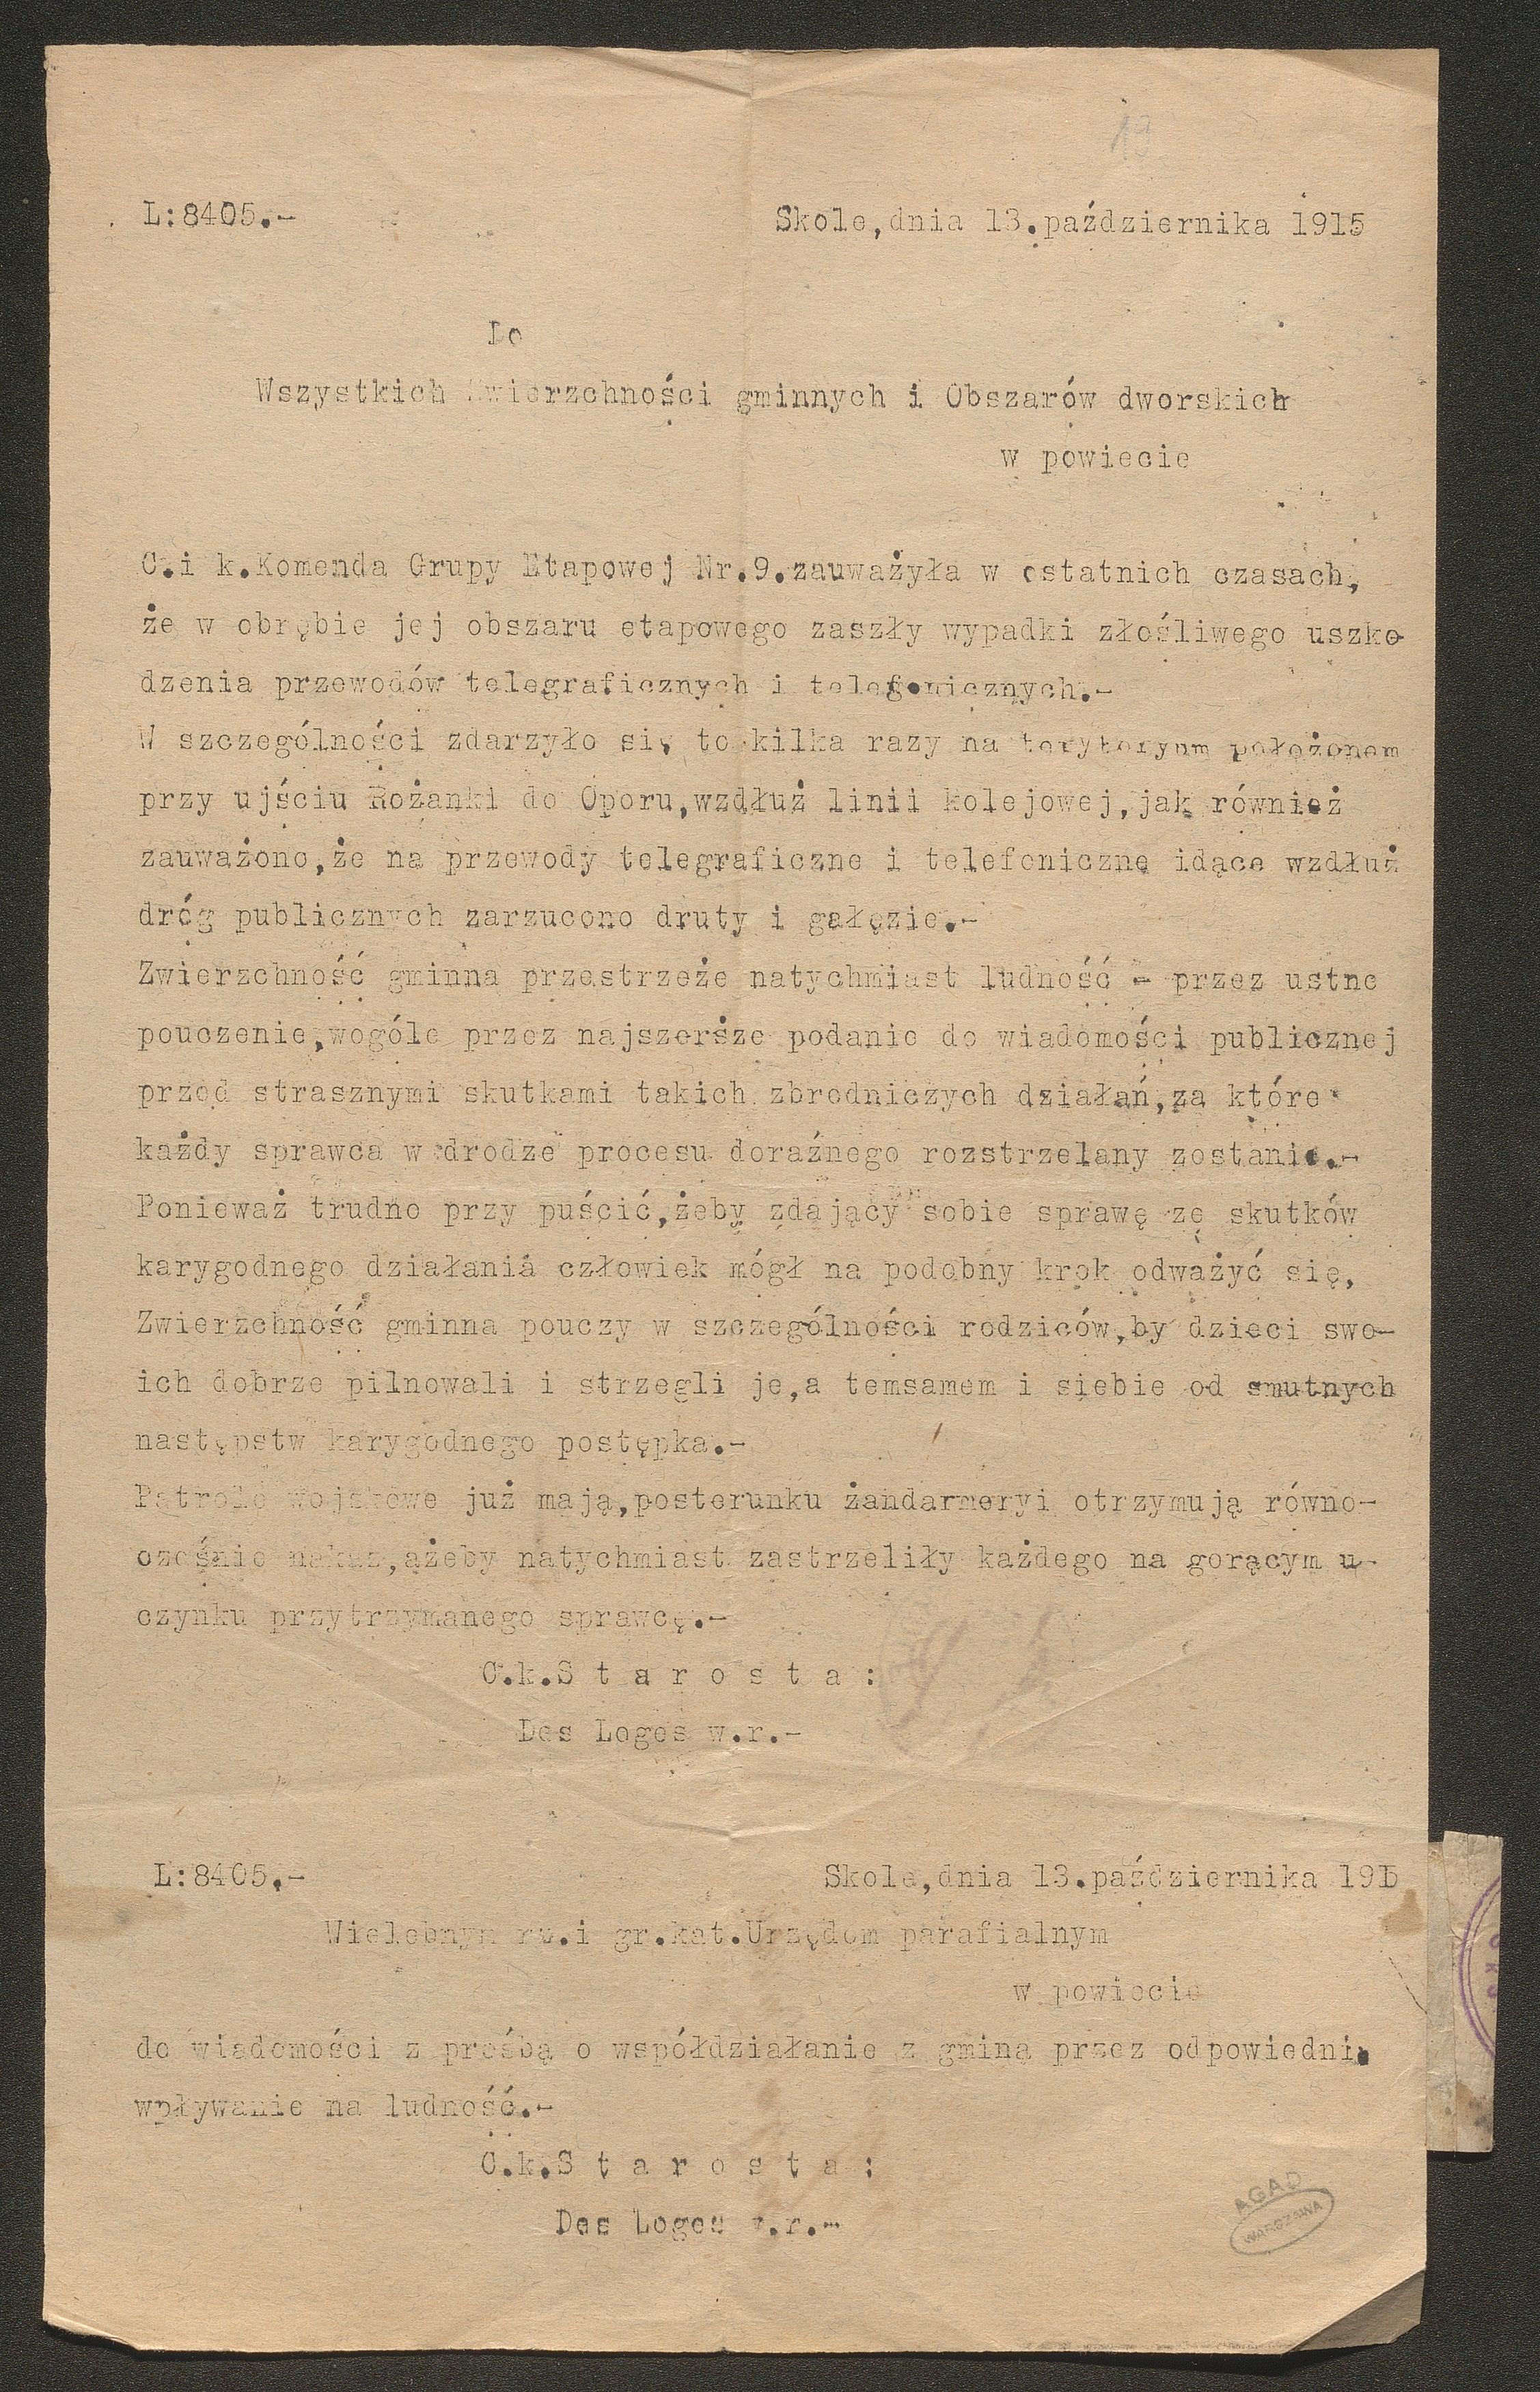 13
L:8405.-
Skole,dnia 13.października 1915
Do
Wszystkich Zwierzchności gminnych i Obszarów dworskich
w powiecie
C.i k.Komenda Grupy Etapowej Nr.9.zauważyła w ostatnich czasach,
że w obrębie jej obszaru etapowego zaszły wypadki złośliwego uszko-
dzenia przewodów telegraficznych i telefonicznych.-
W szczególności zdarzyło się to kilka razy na terytoryum położonem
przy ujściu Rożanki do Oporu,wzdłuż linii kolejowej,jak również
zauważono,że na przewody telegraficzne i telefoniczne idące wzdłuż
dróg publicznych zarzucono druty i gałęzie.-
Zwierzchność gminna przestrzeże natychmiast ludność - przez ustne
pouczenie,wogóle przez najszersze podanie do wiadomości publicznej
przed strasznymi skutkami takich zbrodniczych działań,za które
każdy sprawca w drodze procesu doraźnego rozstrzelany zostanie.-
Ponieważ trudno przy puścić,żeby zdający sobie sprawę ze skutków
karygodnego działania człowiek mógł na podobny krok odważyć się,
Zwierzchność gminna pouczy w szczególności rodziców,by dzieci swo-
ich dobrze pilnowali i strzegli je,a temsamem i siebie od smutnych
następstw karygodnego postępka.-
Patrole wojskowe już mają,posterunku żandarmeryi otrzymują równo-
cześnie nakaz,ażeby natychmiast zastrzeliły każdego na gorącym u-
czynku przytrzymanego sprawcę.-
C.k.S t a r o s t a :
Des Loges w.r.-
L:8405.-
Skole,dnia 13.października 1915
Wielebnym rz.i gr.kat.Urzędom parafialnym
w powiecie
do wiadomości z prośbą o współdziałanie z gminą przez odpowiednie
wpływanie na ludność.-
C.k.S t a r o s t a :
Des Loges w.r.-
AGAD
WARSZAWA